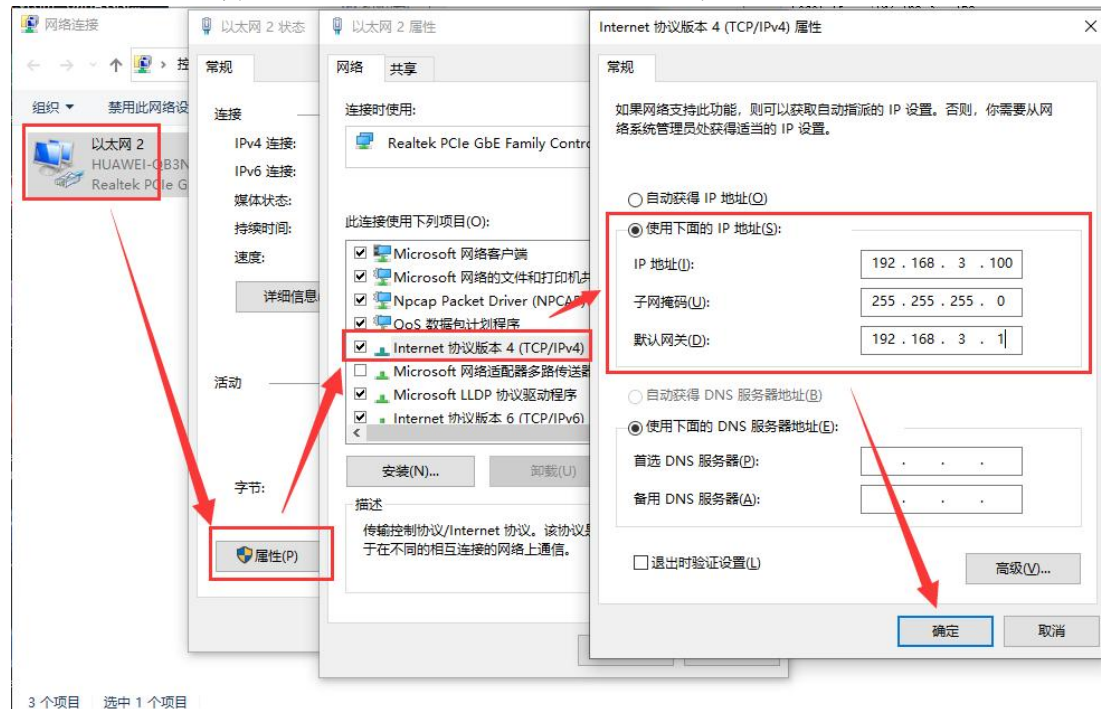 网络连接
控
组织
禁用此网络设
以太网 2
HUAWEI-QB3N
Realtek PCIe G
3 个项目
选中 1 个项目
以太网 2 状态
常规
连接
IPv4 连接:
IPv6 连接:
媒体状态:
持续时间:
速度:
详细信息
活动
字节:
属性(P)
以太网 2 属性
网络
共享
连接时使用:
Realtek PCIe GbE Family Contro
此连接使用下列项目(O):
Microsoft 网络客户端
Microsoft 网络的文件和打印机共
Npcap Packet Driver (NPCAP)
QoS 数据包计划程序
Internet 协议版本 4 (TCP/IPv4)
Microsoft 网络适配器多路传送器
Microsoft LLDP 协议驱动程序
Internet 协议版本 6 (TCP/IPv6)
安装(N)...
卸载(U)
描述
传输控制协议/Internet 协议。该协议是
于在不同的相互连接的网络上通信。
Internet 协议版本 4 (TCP/IPv4) 属性
常规
如果网络支持此功能，则可以获取自动指派的 IP 设置。否则，你需要从网
络系统管理员处获得适当的 IP 设置。
自动获得 IP 地址(O)
使用下面的 IP 地址(S):
IP 地址(I):
192 . 168 . 3 . 100
子网掩码(U):
255 . 255 . 255 . 0
默认网关(D):
192 . 168 . 3 . 1
自动获得 DNS 服务器地址(B)
使用下面的 DNS 服务器地址(E):
首选 DNS 服务器(P):
. . .
备用 DNS 服务器(A):
. . .
退出时验证设置(L)
高级(V)...
确定
取消